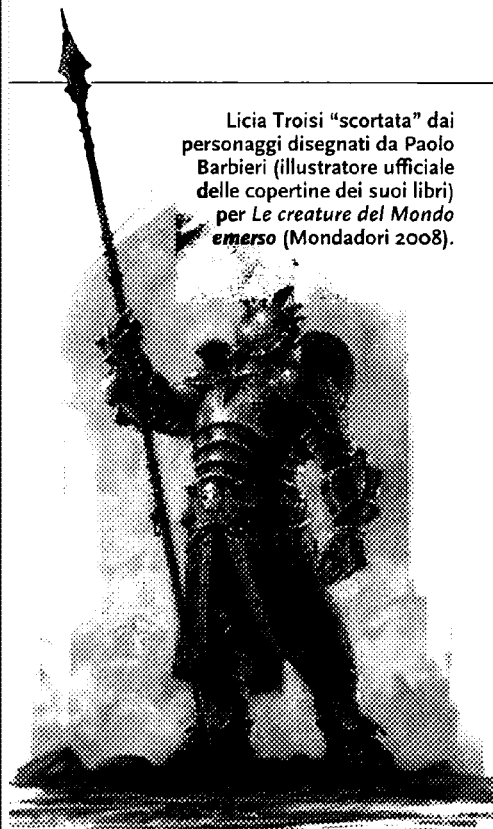 Licia Troisi “scortata” dai
personaggi disegnati da Paolo
Barbieri (illustratore ufficiale
delle copertine dei suoi libri)
per Le creature del Mondo
emerso (Mondadori 2008).